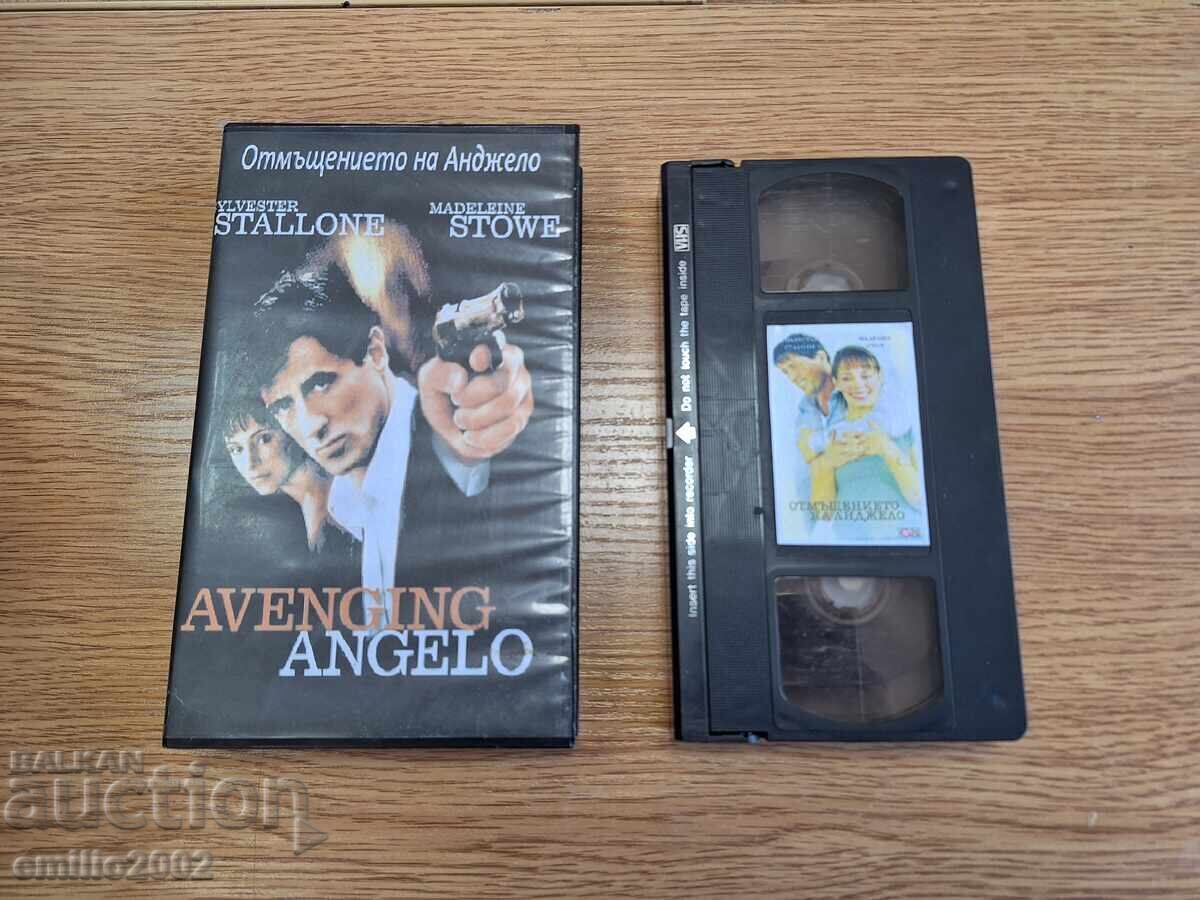 Отмъщението на Анджело
YLVESTER
STALLONE
MADELEINE
STOWE
AVENGING
ANGELO
VHS
Insert this side into recorder Do not touch the tape inside
ОТМЪЩЕНИЕТО
НА АНДЖЕЛО
BALKAN
auction
emilio2002